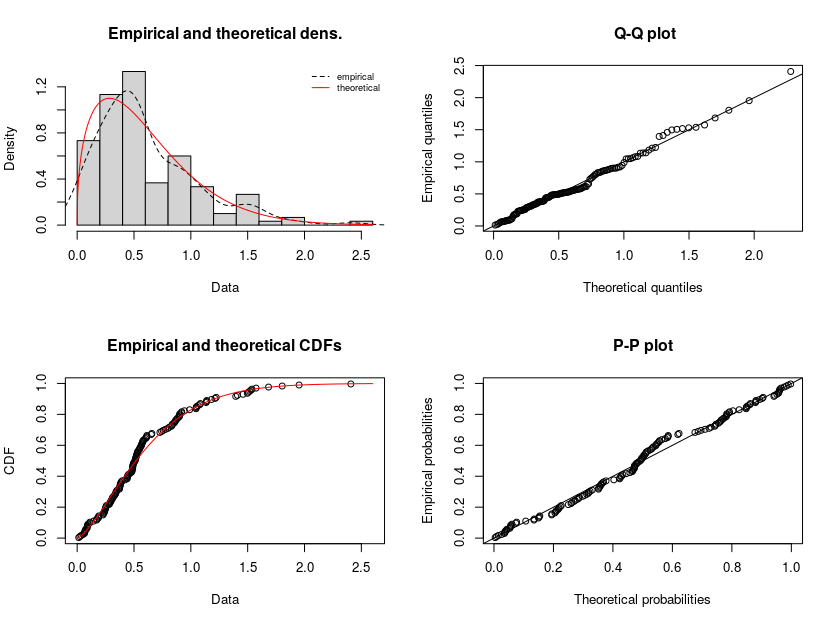 Empirical and theoretical dens.
empirical
theoretical
Density
0.0 0.4 0.8 1.2
0.0 0.5 1.0 1.5 2.0 2.5
Data
Q-Q plot
Empirical quantiles
0.0 0.5 1.0 1.5 2.0 2.5
0.0 0.5 1.0 1.5 2.0
Theoretical quantiles
Empirical and theoretical CDFs
CDF
0.0 0.2 0.4 0.6 0.8 1.0
0.0 0.5 1.0 1.5 2.0 2.5
Data
P-P plot
Empirical probabilities
0.0 0.2 0.4 0.6 0.8 1.0
0.0 0.2 0.4 0.6 0.8 1.0
Theoretical probabilities